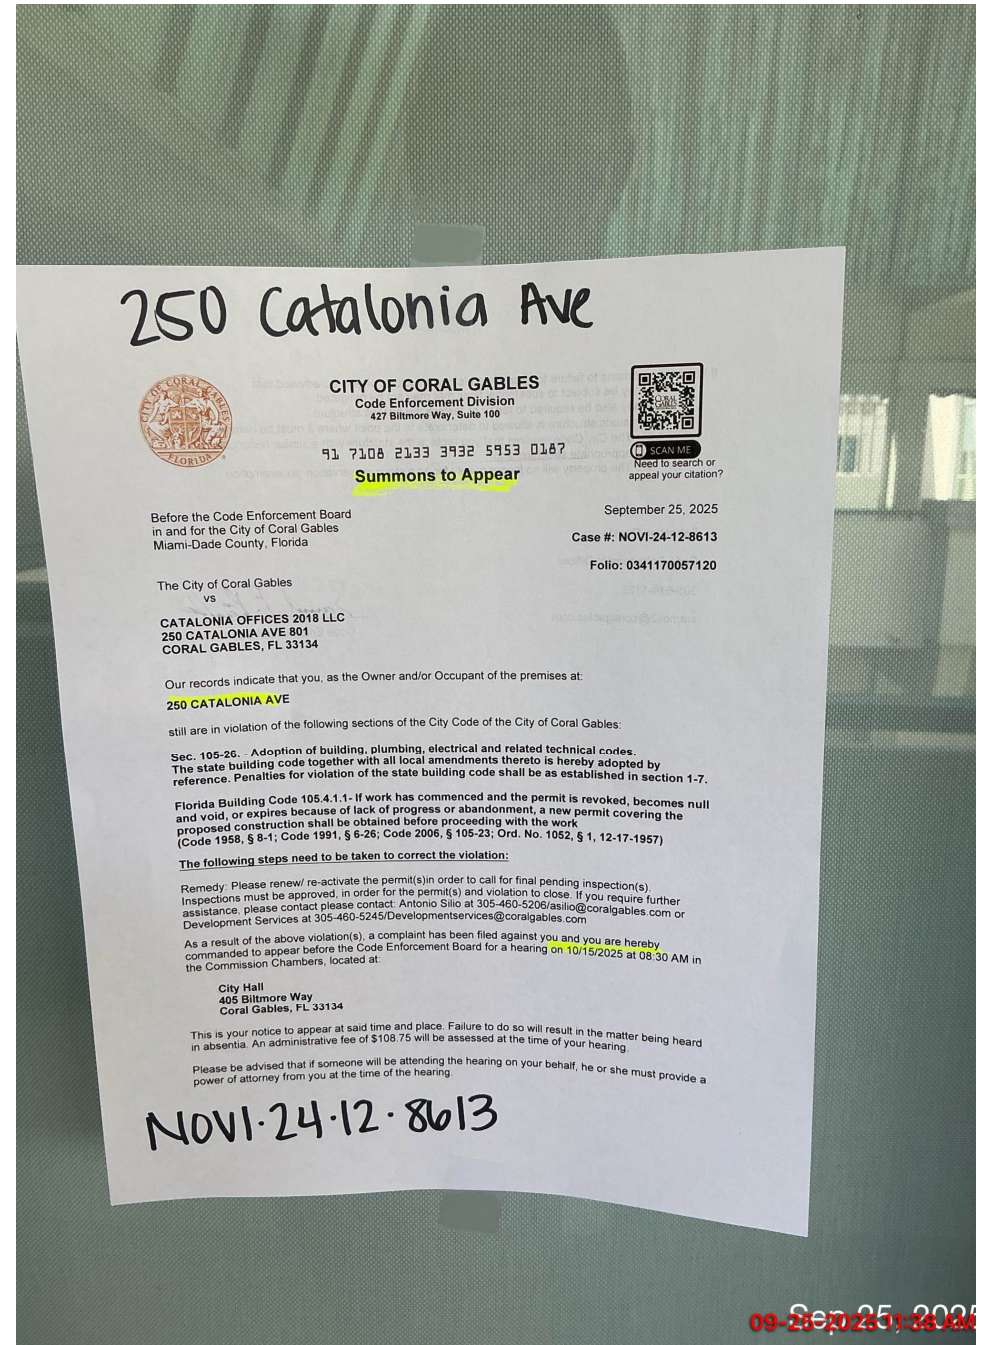 250 Catalonia Ave
CITY OF CORAL GABLES
Code Enforcement Division
427 Biltmore Way, Suite 100
91 7108 2133 3932 5953 0187
Summons to Appear
CITY OF CORAL GABLES
FLORIDA
CORAL GABLES
SCAN ME
Need to search or
appeal your citation?
Before the Code Enforcement Board
in and for the City of Coral Gables
Miami-Dade County, Florida
September 25, 2025
Case #: NOVI-24-12-8613
Folio: 0341170057120
The City of Coral Gables
vs
CATALONIA OFFICES 2018 LLC
250 CATALONIA AVE 801
CORAL GABLES, FL 33134
Our records indicate that you, as the Owner and/or Occupant of the premises at:
250 CATALONIA AVE
still are in violation of the following sections of the City Code of the City of Coral Gables:
Sec. 105-26. - Adoption of building, plumbing, electrical and related technical codes.
The state building code together with all local amendments thereto is hereby adopted by
reference. Penalties for violation of the state building code shall be as established in section 1-7.
Florida Building Code 105.4.1.1- If work has commenced and the permit is revoked, becomes null
and void, or expires because of lack of progress or abandonment, a new permit covering the
proposed construction shall be obtained before proceeding with the work
(Code 1958, § 8-1; Code 1991, § 6-26; Code 2006, § 105-23; Ord. No. 1052, § 1, 12-17-1957)
The following steps need to be taken to correct the violation:
Remedy: Please renew/ re-activate the permit(s)in order to call for final pending inspection(s).
Inspections must be approved, in order for the permit(s) and violation to close. If you require further
assistance, please contact please contact: Antonio Silio at 305-460-5206/asilio@coralgables.com or
Development Services at 305-460-5245/Developmentservices@coralgables.com
As a result of the above violation(s), a complaint has been filed against you and you are hereby
commanded to appear before the Code Enforcement Board for a hearing on 10/15/2025 at 08:30 AM in
the Commission Chambers, located at:
City Hall
405 Biltmore Way
Coral Gables, FL 33134
This is your notice to appear at said time and place. Failure to do so will result in the matter being heard
in absentia. An administrative fee of $108.75 will be assessed at the time of your hearing.
Please be advised that if someone will be attending the hearing on your behalf, he or she must provide a
power of attorney from you at the time of the hearing.
NOVI·24·12·8613
Sep 25, 2025
09-25-2025 11:38 AM